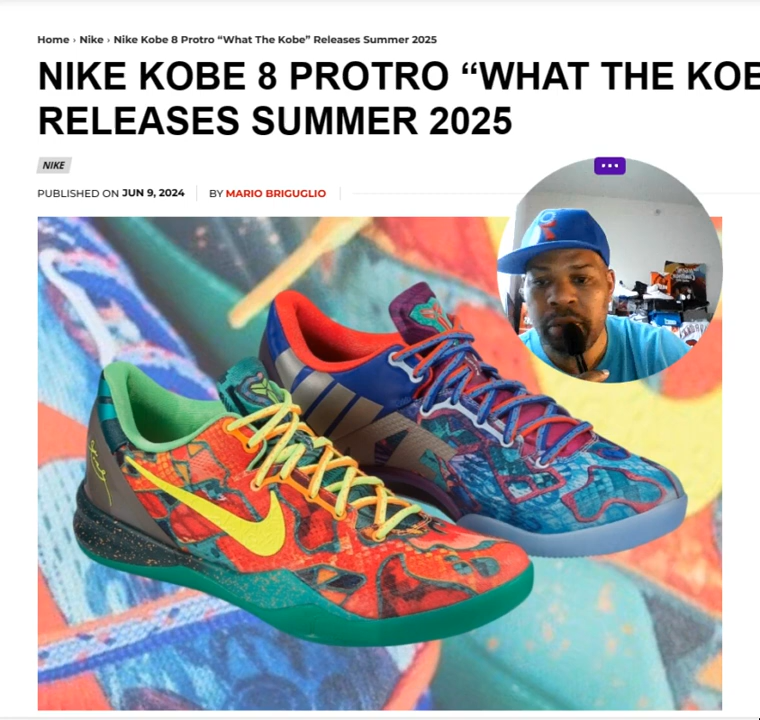 Home › Nike › Nike Kobe 8 Protro “What The Kobe” Releases Summer 2025
NIKE KOBE 8 PROTRO “WHAT THE KOB
RELEASES SUMMER 2025
NIKE
PUBLISHED ON JUN 9, 2024
BY MARIO BRIGUGLIO